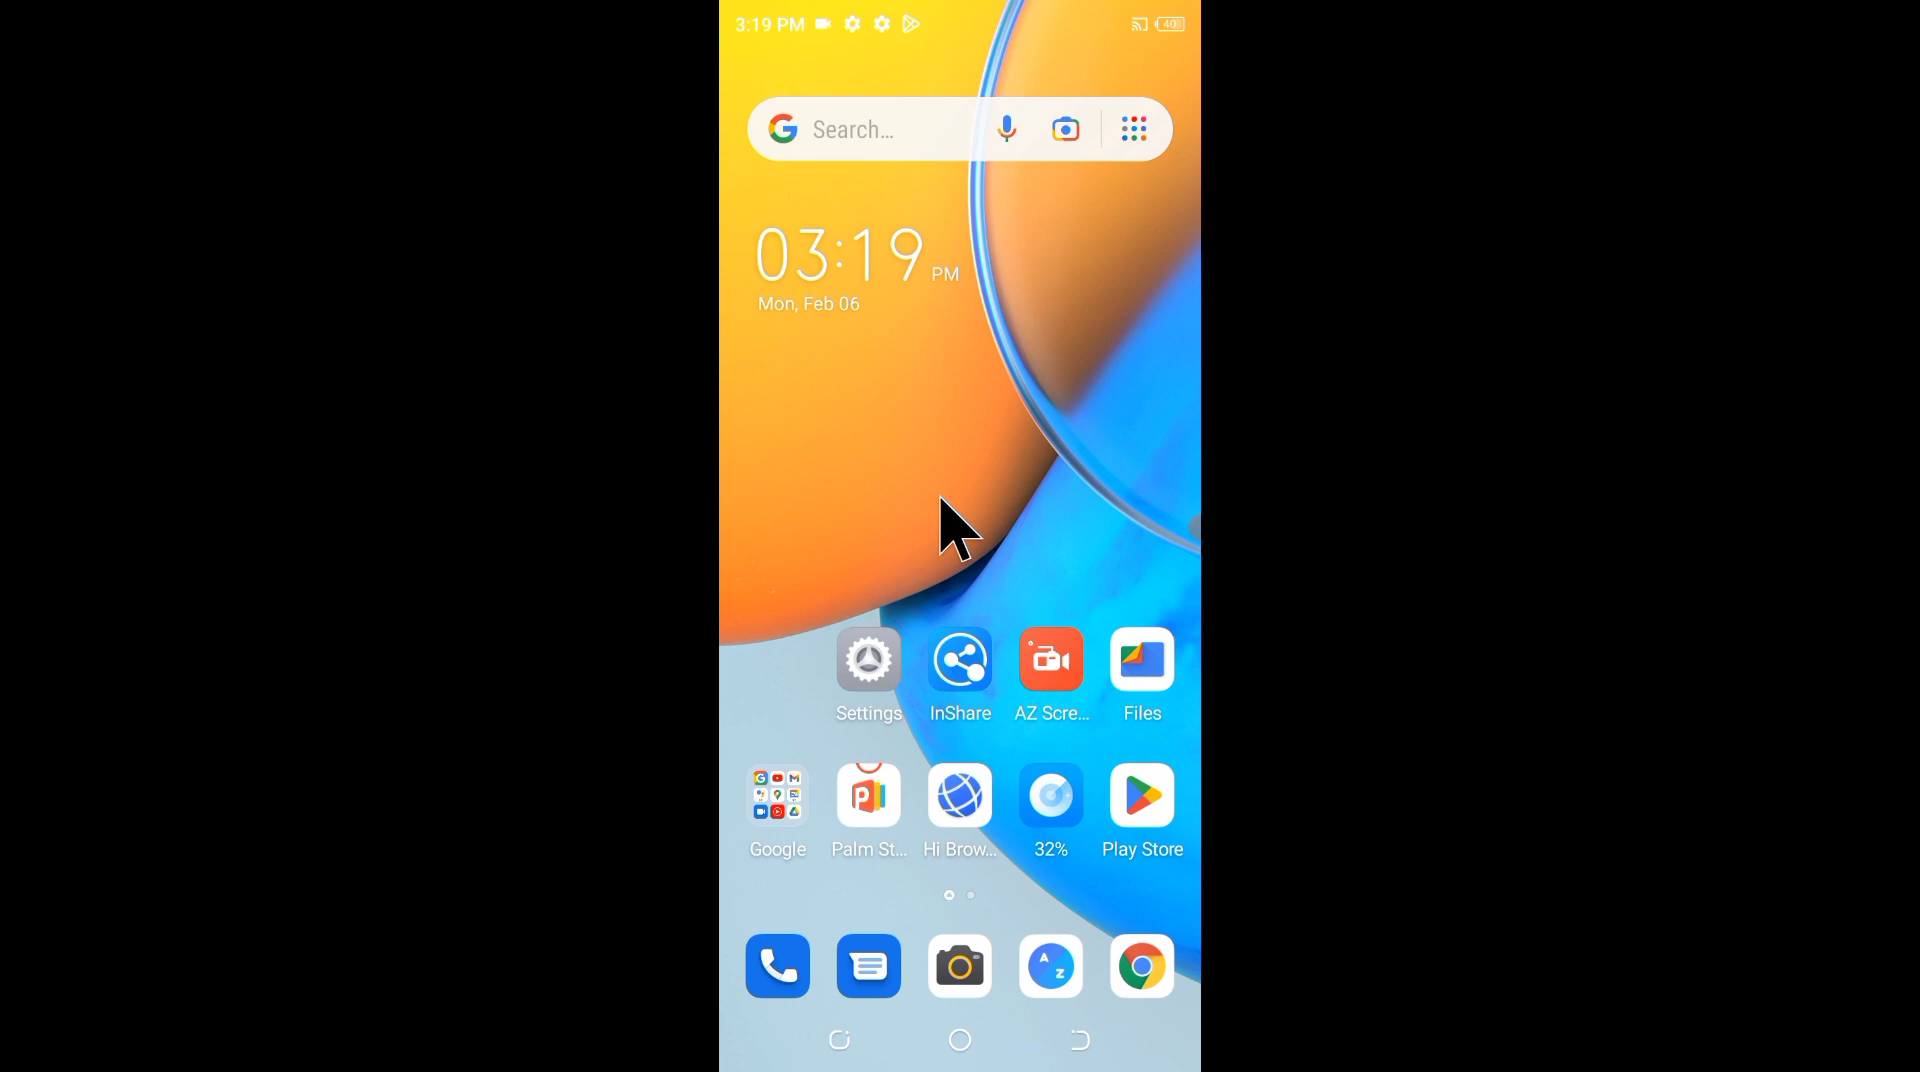 3:19 PM
40
Search...
03:19 PM
Mon, Feb 06
Settings
InShare
AZ Scre...
Files
Google
Palm St...
Hi Brow...
32%
Play Store
A
Z